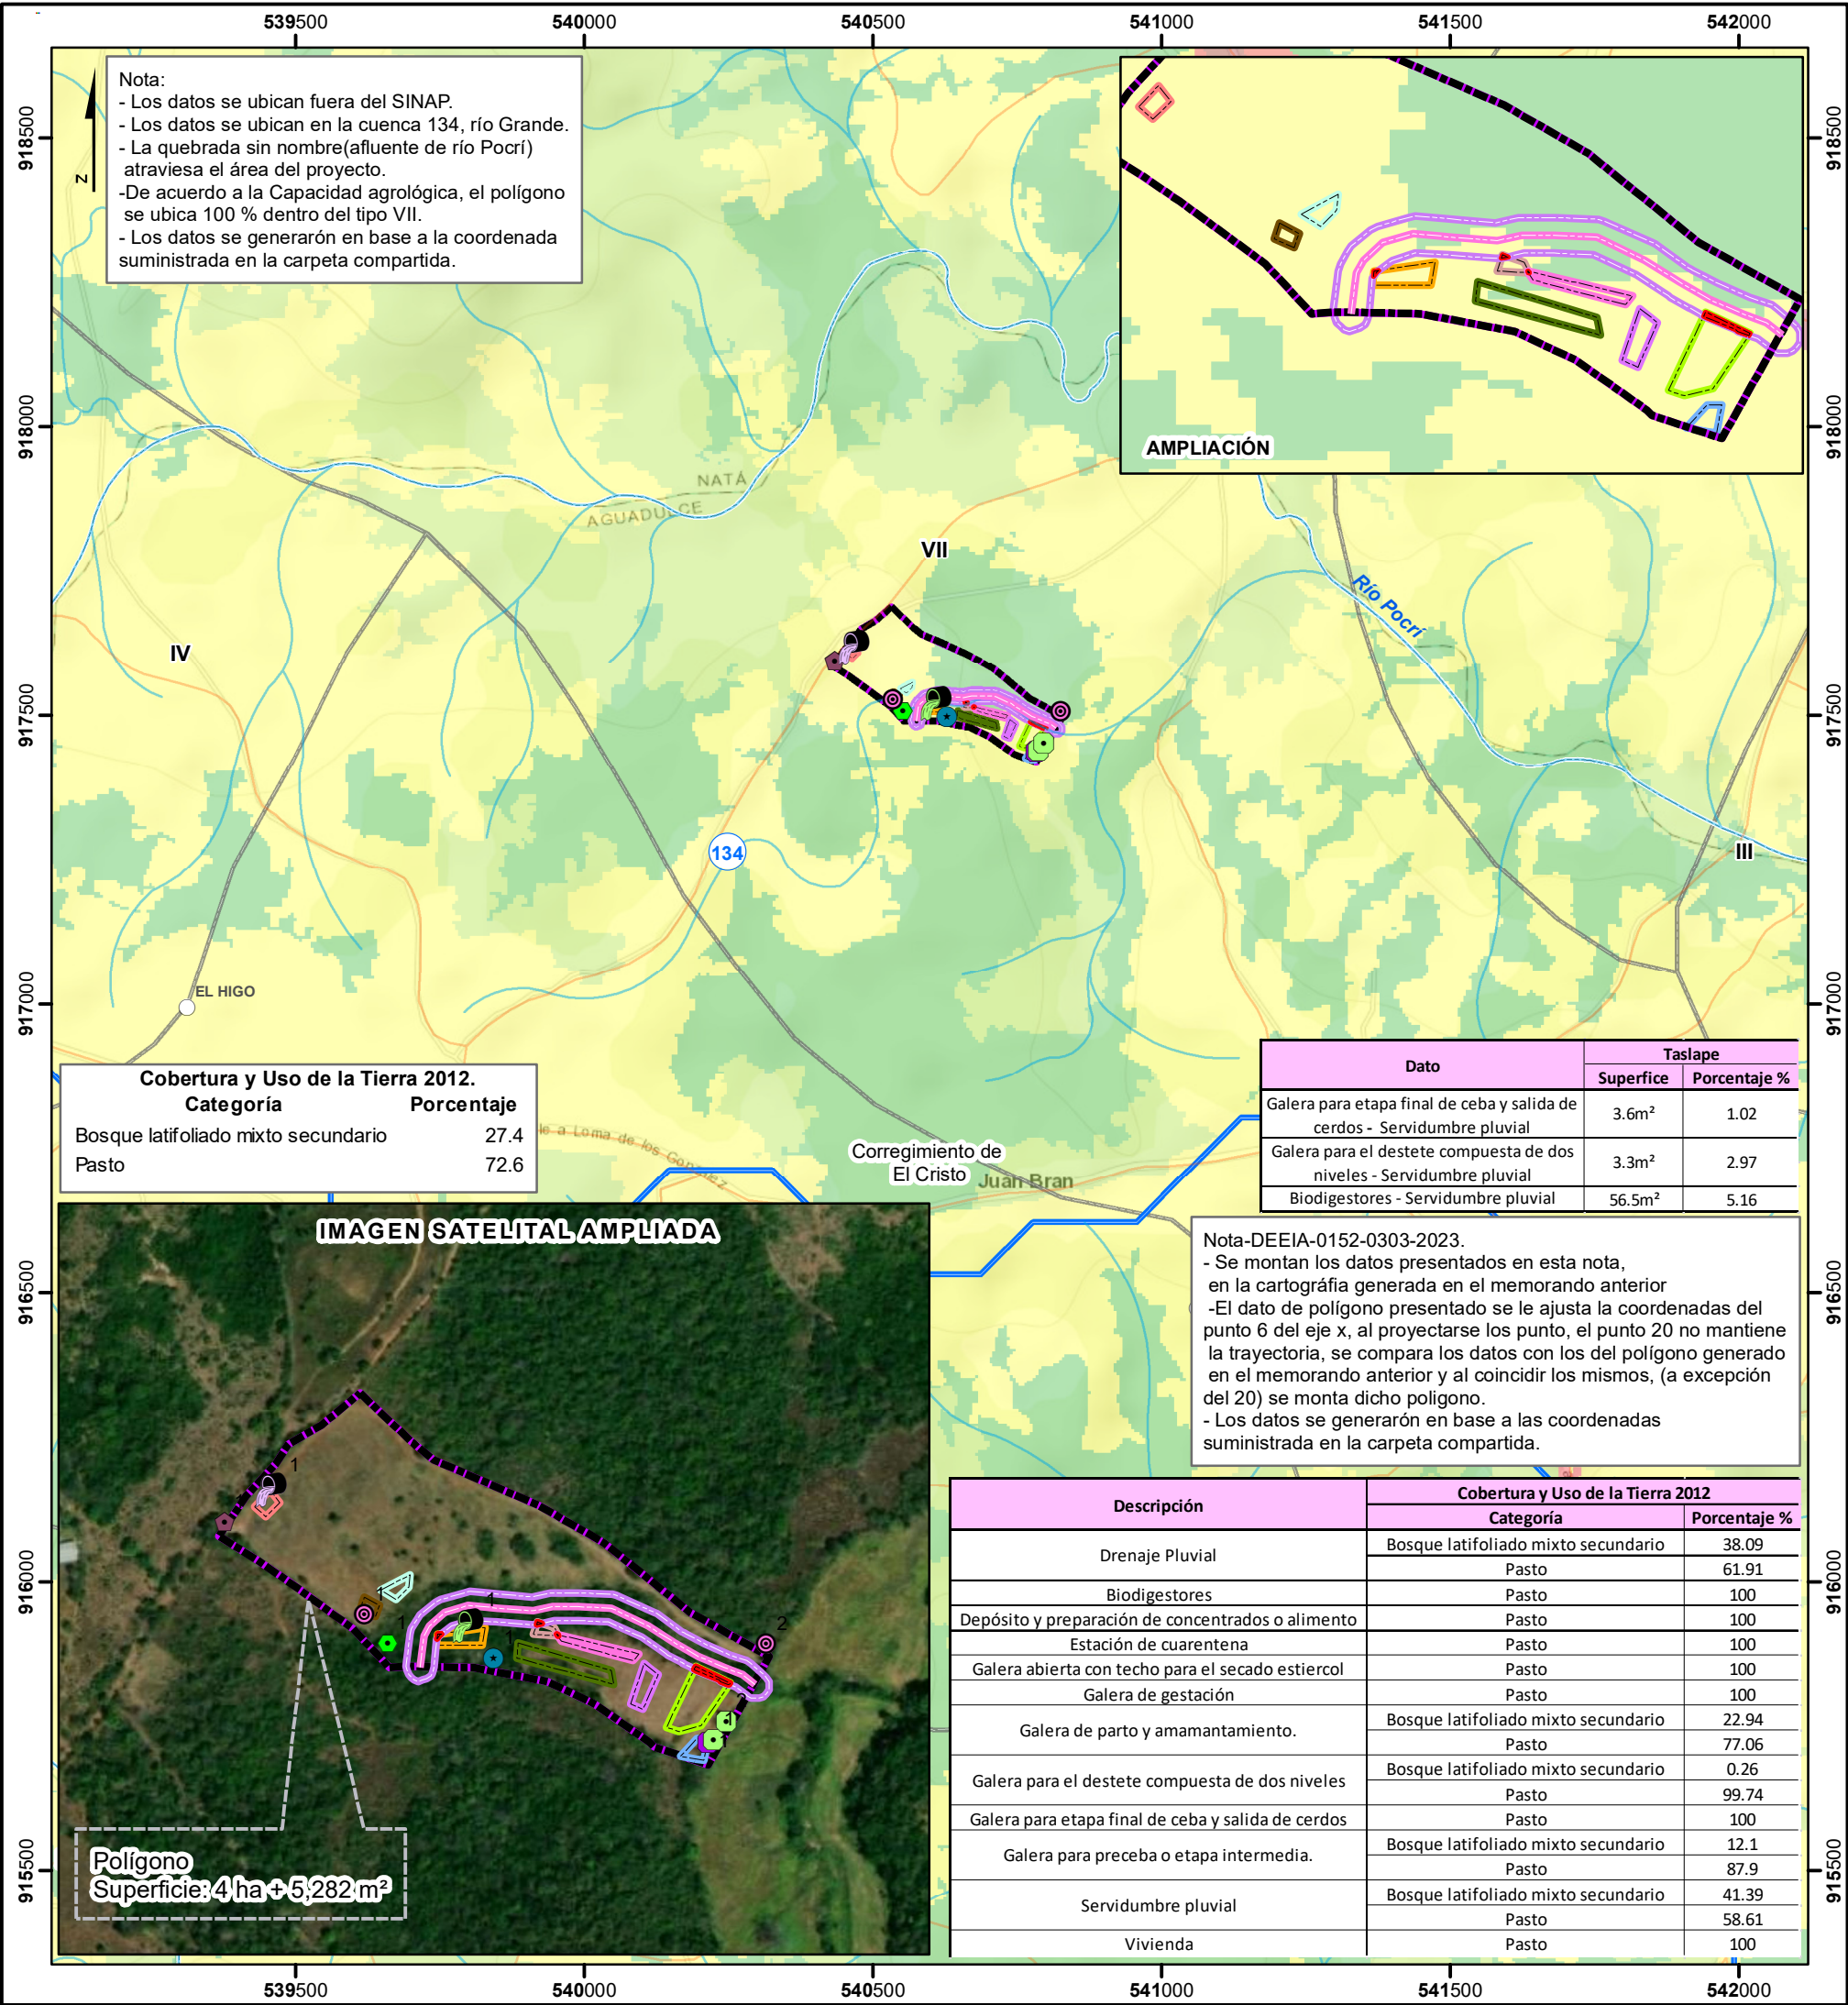 539500 540000 540500 541000 541500 542000
918500
918500
918000
918000
917500
917500
917000
917000
916500
916500
916000
916000
915500
915500
Nota:
- Los datos se ubican fuera del SINAP.
- Los datos se ubican en la cuenca 134, río Grande.
- La quebrada sin nombre(afluente de río Pocrí)
atraviesa el área del proyecto.
-De acuerdo a la Capacidad agrológica, el polígono
se ubica 100 % dentro del tipo VII.
- Los datos se generarón en base a la coordenada
suministrada en la carpeta compartida.
N
AMPLIACIÓN
NATÁ
AGUADULCE
VII
IV
Río Pocrí
134
III
EL HIGO
Cobertura y Uso de la Tierra 2012.
Categoría Porcentaje
Bosque latifoliado mixto secundario 27.4
Pasto 72.6
le a Loma de los Gonzlez
Corregimiento de
El Cristo
Juan Bran
Dato Taslape
Superfice Porcentaje %
Galera para etapa final de ceba y salida de
cerdos - Servidumbre pluvial 3.6m² 1.02
Galera para el destete compuesta de dos
niveles - Servidumbre pluvial 3.3m² 2.97
Biodigestores - Servidumbre pluvial 56.5m² 5.16
Nota-DEEIA-0152-0303-2023.
- Se montan los datos presentados en esta nota,
en la cartográfia generada en el memorando anterior
-El dato de polígono presentado se le ajusta la coordenadas del
punto 6 del eje x, al proyectarse los punto, el punto 20 no mantiene
la trayectoria, se compara los datos con los del polígono generado
en el memorando anterior y al coincidir los mismos, (a excepción
del 20) se monta dicho poligono.
- Los datos se generarón en base a las coordenadas
suministrada en la carpeta compartida.
IMAGEN SATELITAL AMPLIADA
1
1
1
1
1
2
Polígono
Superficie: 4 ha + 5,282 m²
Descripción Cobertura y Uso de la Tierra 2012
Categoría Porcentaje %
Drenaje Pluvial Bosque latifoliado mixto secundario 38.09
Pasto 61.91
Biodigestores Pasto 100
Depósito y preparación de concentrados o alimento Pasto 100
Estación de cuarentena Pasto 100
Galera abierta con techo para el secado estiercol Pasto 100
Galera de gestación Pasto 100
Galera de parto y amamantamiento. Bosque latifoliado mixto secundario 22.94
Pasto 77.06
Galera para el destete compuesta de dos niveles Bosque latifoliado mixto secundario 0.26
Pasto 99.74
Galera para etapa final de ceba y salida de cerdos Pasto 100
Galera para preceba o etapa intermedia. Bosque latifoliado mixto secundario 12.1
Pasto 87.9
Servidumbre pluvial Bosque latifoliado mixto secundario 41.39
Pasto 58.61
Vivienda Pasto 100
539500 540000 540500 541000 541500 542000